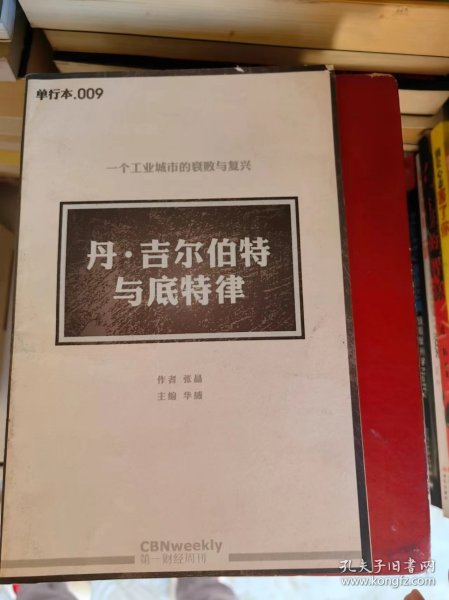 单行本.009
一个工业城市的衰败与复兴
丹·吉尔伯特
与底特律
作者 张晶
主编 华盛
CBNweekly
第一财经周刊
孔夫子旧书网
www.kongfz.com